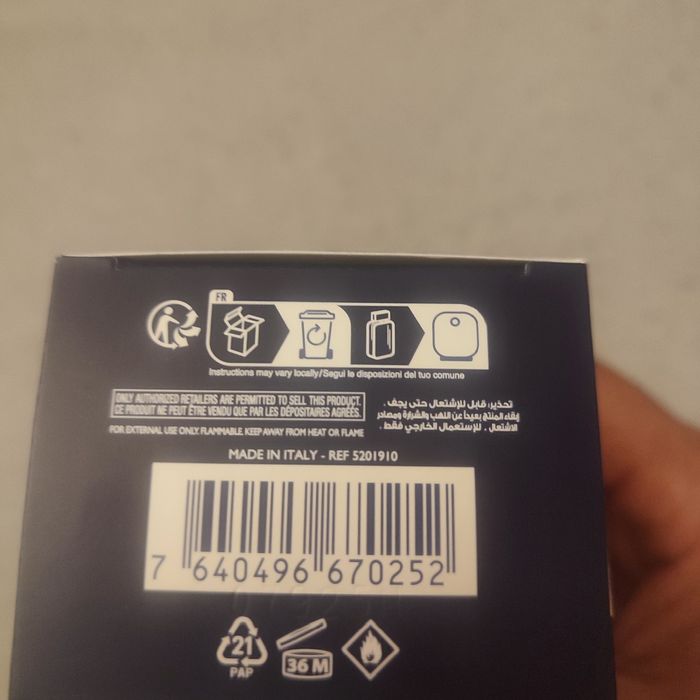 FR
Instructions may vary locally/Segui le disposizioni del tuo comune
ONLY AUTHORIZED RETAILERS ARE PERMITTED TO SELL THIS PRODUCT.
CE PRODUIT NE PEUT ÊTRE VENDU QUE PAR LES DÉPOSITAIRES AGRÉÉS.
FOR EXTERNAL USE ONLY. FLAMMABLE. KEEP AWAY FROM HEAT OR FLAME
تحذير، قابل للإشتعال حتى يجف .
إبقاء المنتج بعيداً عن اللهب والشرارة ومصادر
الاشتعال . للإستعمال الخارجي فقط .
MADE IN ITALY - REF 5201910
7 640496 670252
21
PAP
36 M